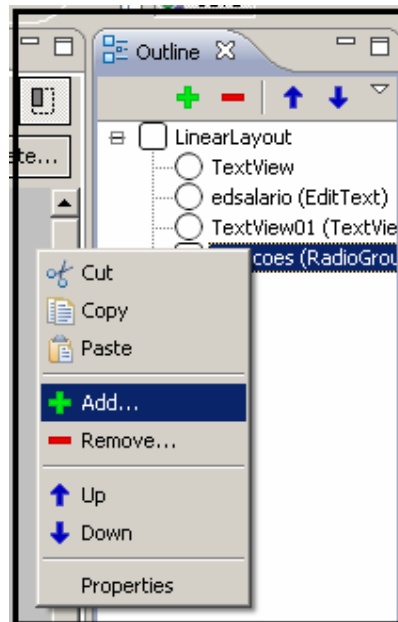 Outline
te...
LinearLayout
TextView
edsalario (EditText)
TextView01 (TextVie
coes (RadioGrou
Cut
Copy
Paste
Add...
Remove...
Up
Down
Properties